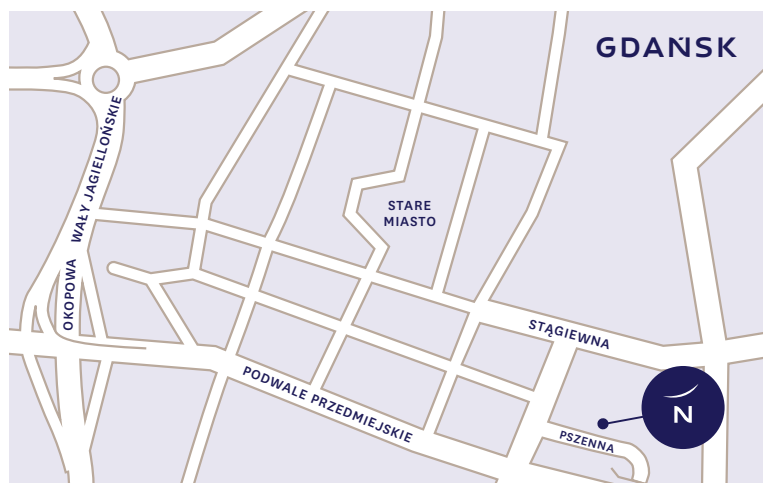 GDAŃSK
WAŁY JAGIELLOŃSKIE
STARE
MIASTO
OKOPOWA
STĄGIEWNA
PODWALE PRZEDMIEJSKIE
N
PSZENNA